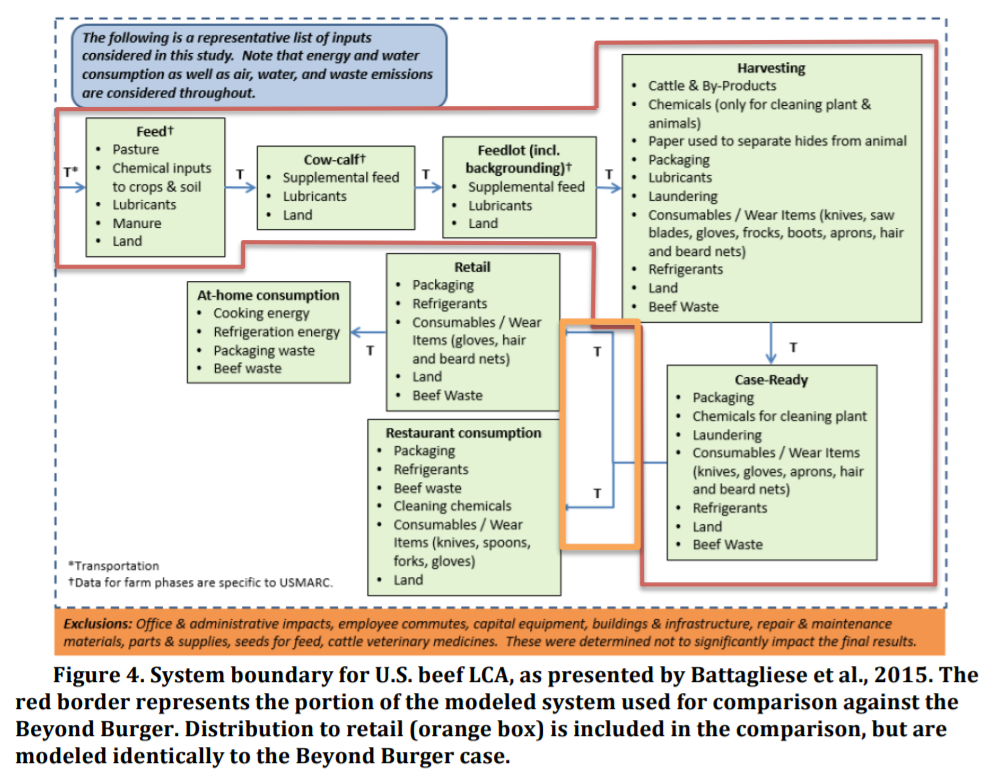 The following is a representative list of inputs
considered in this study.  Note that energy and water
consumption as well as air, water, and waste emissions
are considered throughout.
T*
Feed†
• Pasture
• Chemical inputs
to crops & soil
• Lubricants
• Manure
• Land
T
Cow-calf†
• Supplemental feed
• Lubricants
• Land
T
Feedlot (incl.
backgrounding)†
• Supplemental feed
• Lubricants
• Land
T
Harvesting
• Cattle & By-Products
• Chemicals (only for cleaning plant &
animals)
• Paper used to separate hides from animal
• Packaging
• Lubricants
• Laundering
• Consumables / Wear Items (knives, saw
blades, gloves, frocks, boots, aprons, hair
and beard nets)
• Refrigerants
• Land
• Beef Waste
T
Case-Ready
• Packaging
• Chemicals for cleaning plant
• Laundering
• Consumables / Wear Items
(knives, gloves, aprons, hair
and beard nets)
• Refrigerants
• Land
• Beef Waste
T
T
Retail
• Packaging
• Refrigerants
• Consumables / Wear
Items (gloves, hair
and beard nets)
• Land
• Beef Waste
T
At-home consumption
• Cooking energy
• Refrigeration energy
• Packaging waste
• Beef waste
Restaurant consumption
• Packaging
• Refrigerants
• Beef waste
• Cleaning chemicals
• Consumables / Wear
Items (knives, spoons,
forks, gloves)
• Land
*Transportation
†Data for farm phases are specific to USMARC.
Exclusions: Office & administrative impacts, employee commutes, capital equipment, buildings & infrastructure, repair & maintenance
materials, parts & supplies, seeds for feed, cattle veterinary medicines.  These were determined not to significantly impact the final results.
Figure 4. System boundary for U.S. beef LCA, as presented by Battagliese et al., 2015. The
red border represents the portion of the modeled system used for comparison against the
Beyond Burger. Distribution to retail (orange box) is included in the comparison, but are
modeled identically to the Beyond Burger case.